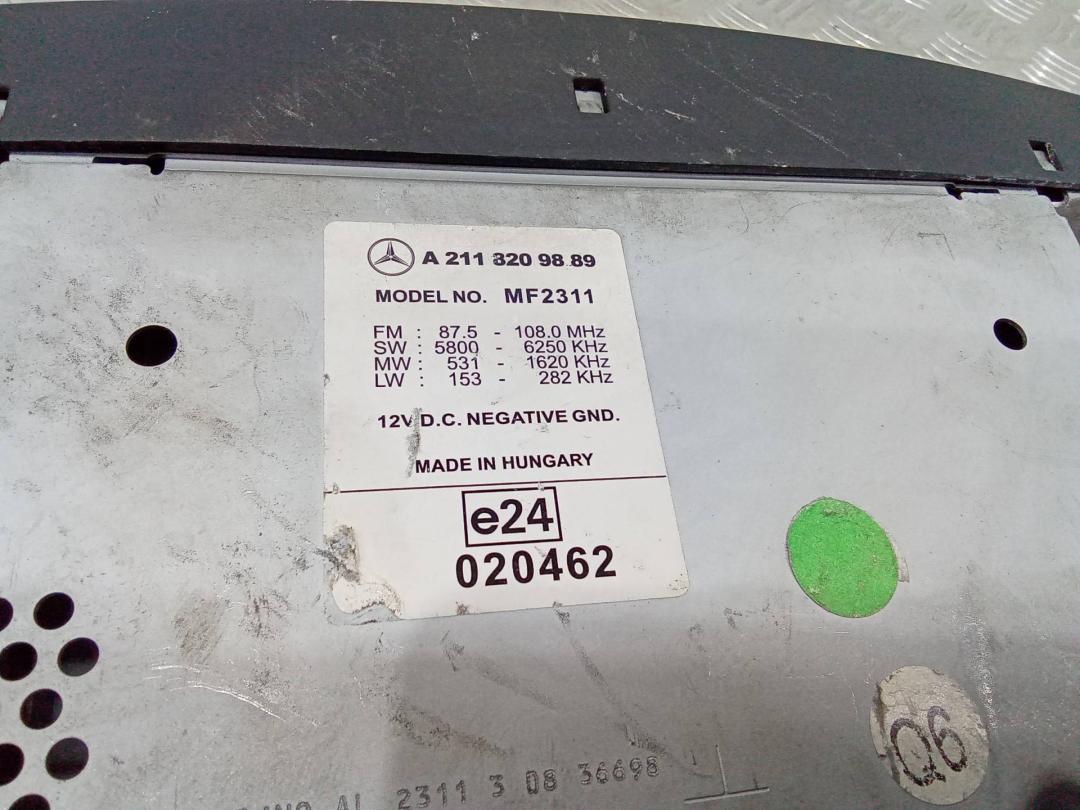 A 211 820 98 89
MODEL NO. MF2311
FM : 87.5 - 108.0 MHz
SW : 5800 - 6250 KHz
MW : 531 - 1620 KHz
LW : 153 - 282 KHz
12V D.C. NEGATIVE GND.
MADE IN HUNGARY
e24
020462
Q6
AL 2311 3 08 36698